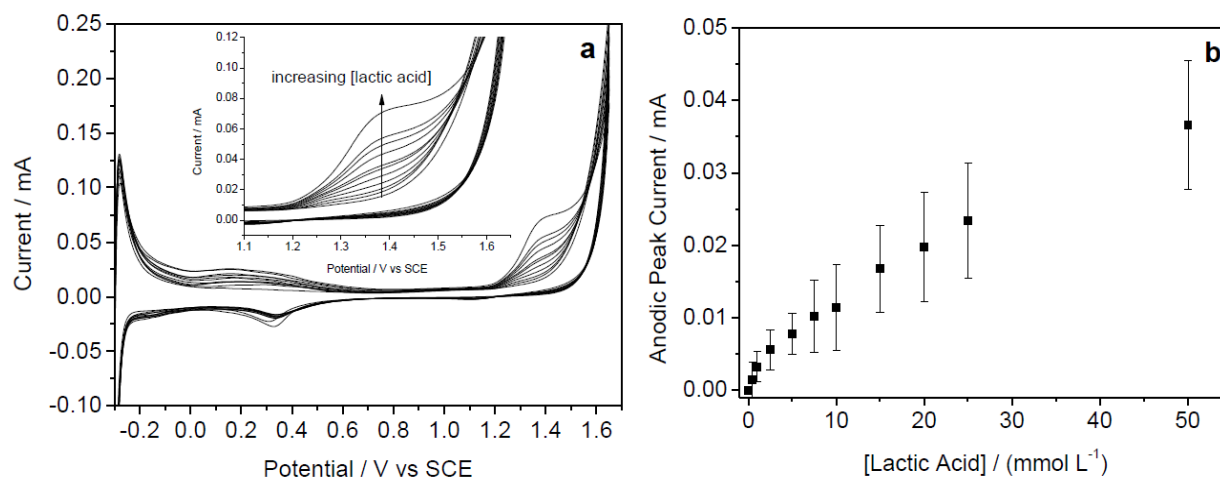 a
0.25
0.20
0.15
0.10
0.05
0.00
-0.05
-0.10
Current / mA
-0.2 0.0 0.2 0.4 0.6 0.8 1.0 1.2 1.4 1.6
Potential / V vs SCE
increasing [lactic acid]
0.12
0.10
0.08
0.06
0.04
0.02
0.00
Current / mA
1.1 1.2 1.3 1.4 1.5 1.6
Potential / V vs SCE
b
0.05
0.04
0.03
0.02
0.01
0.00
Anodic Peak Current / mA
0 10 20 30 40 50
[Lactic Acid] / (mmol L⁻¹)